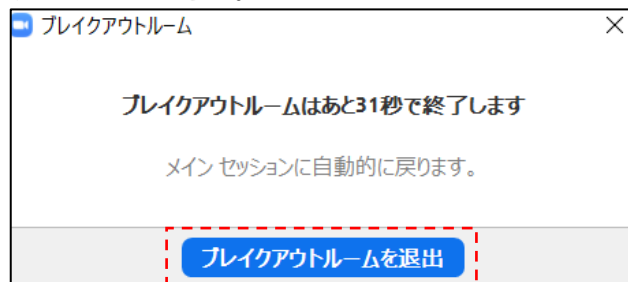 ブレイクアウトルーム
ブレイクアウトルームはあと31秒で終了します
メイン セッションに自動的に戻ります。
ブレイクアウトルームを退出